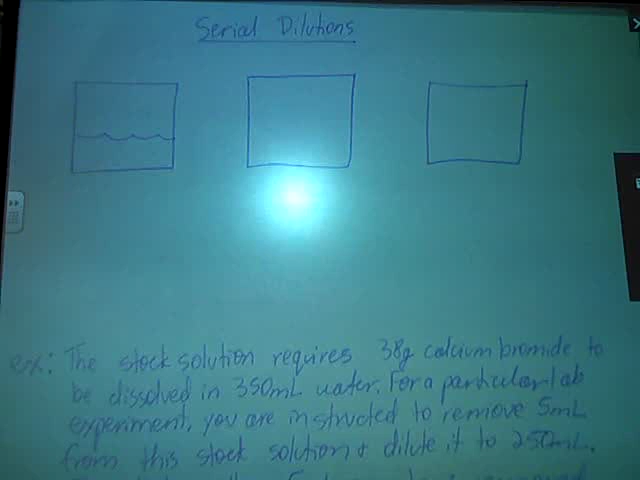 Serial Dilutions
ex: The stock solution requires 38g calcium bromide to
be dissolved in 350mL water. For a particular lab
experiment, you are instructed to remove 5mL
from this stock solution + dilute it to 250mL.